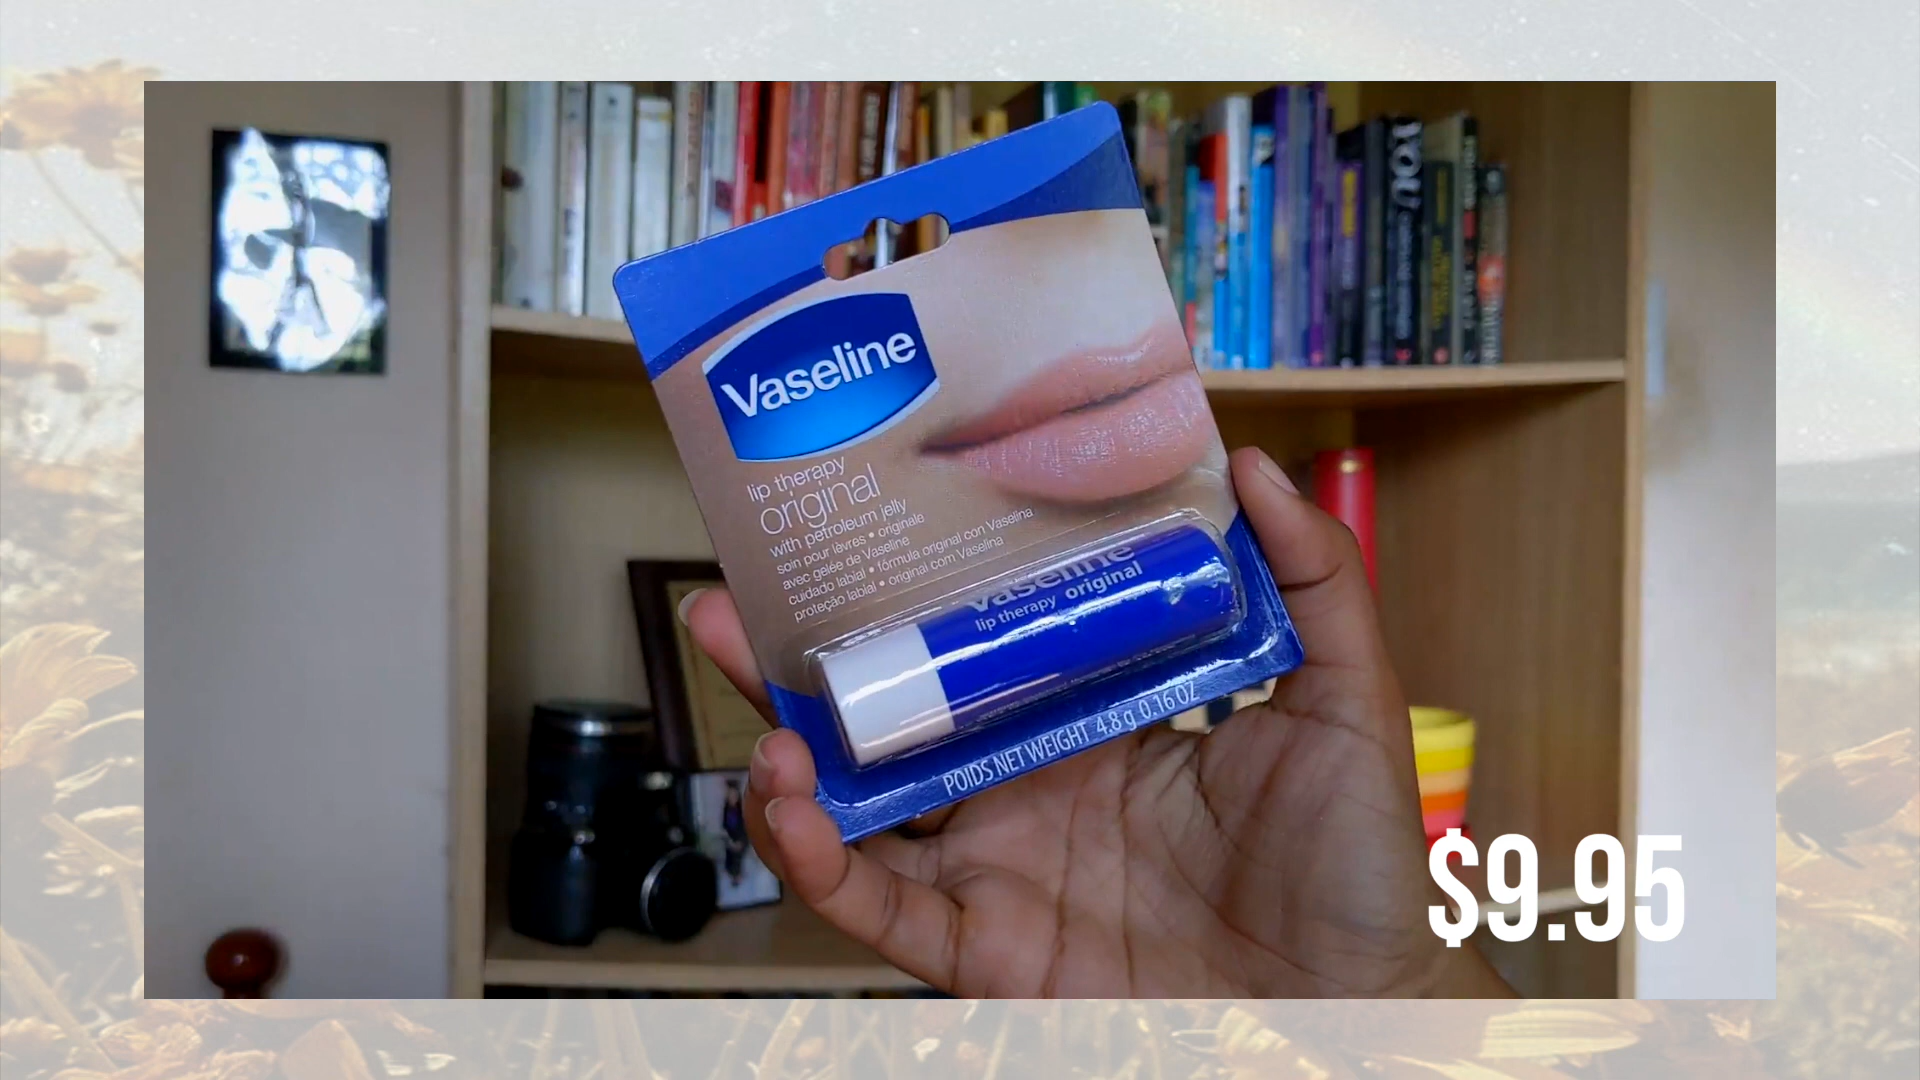 YOU
Vaseline
lip therapy
original
with petroleum jelly
soin pour lèvres • originale
avec gelée de Vaseline
cuidado labial • fórmula original con Vaselina
proteção labial • original com Vaselina
Vaseline
lip therapy original
POIDS NET WEIGHT 4.8 g 0.16 OZ
$9.95